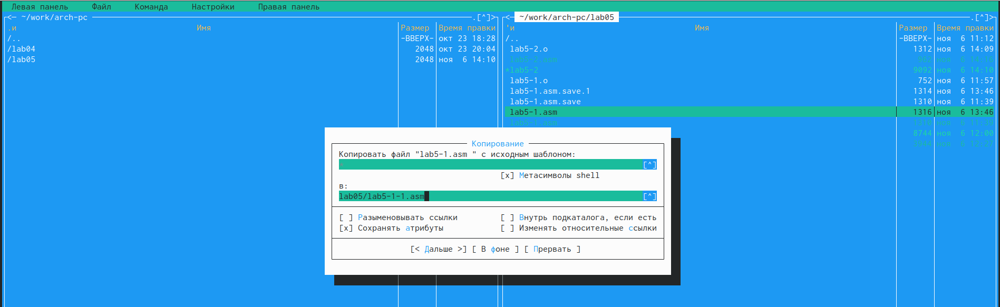 Левая панель Файл Команда Настройки Правая панель
<─ ~/work/arch-pc ─ .[^]>
.и Имя Размер Время правки
/.. -ВВЕРХ- окт 23 18:28
/lab04 2048 окт 23 20:04
/lab05 2048 ноя 6 14:10
<─ ~/work/arch-pc/lab05 ─ .[^]>
'и Имя Размер Время правки
/.. -ВВЕРХ- ноя 6 11:12
lab5-2.o 1312 ноя 6 14:09
lab5-2.asm 962 ноя 6 14:16
*lab5-2 9092 ноя 6 14:10
lab5-1.o 752 ноя 6 11:57
lab5-1.asm.save.1 1314 ноя 6 13:46
lab5-1.asm.save 1310 ноя 6 11:39
lab5-1.asm 1316 ноя 6 13:46
lab5-1.asm 1310 ноя 6 11:39
8744 ноя 6 12:00
9944 ноя 6 12:27
Копирование
Копировать файл "lab5-1.asm " с исходным шаблоном:
* [^]
[x] Метасимволы shell
в:
lab05/lab5-1-1.asm [^]
[ ] Разыменовывать ссылки [ ] Внутрь подкаталога, если есть
[x] Сохранять атрибуты [ ] Изменять относительные ссылки
[< Дальше >] [ В фоне ] [ Прервать ]